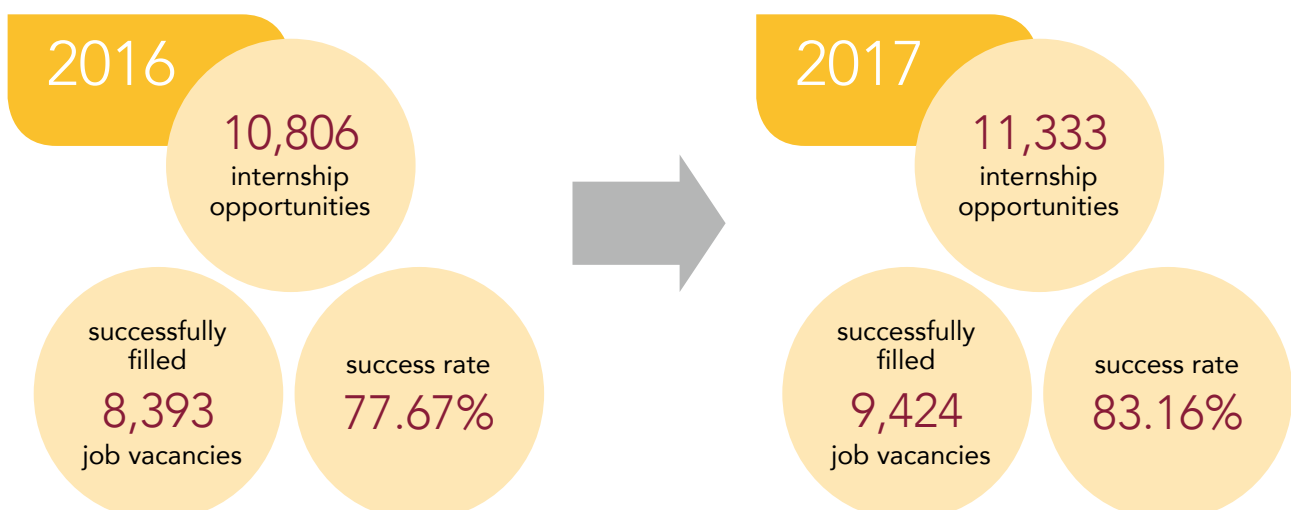 2016
10,806
internship
opportunities
successfully
filled
8,393
job vacancies
success rate
77.67%
2017
11,333
internship
opportunities
successfully
filled
9,424
job vacancies
success rate
83.16%